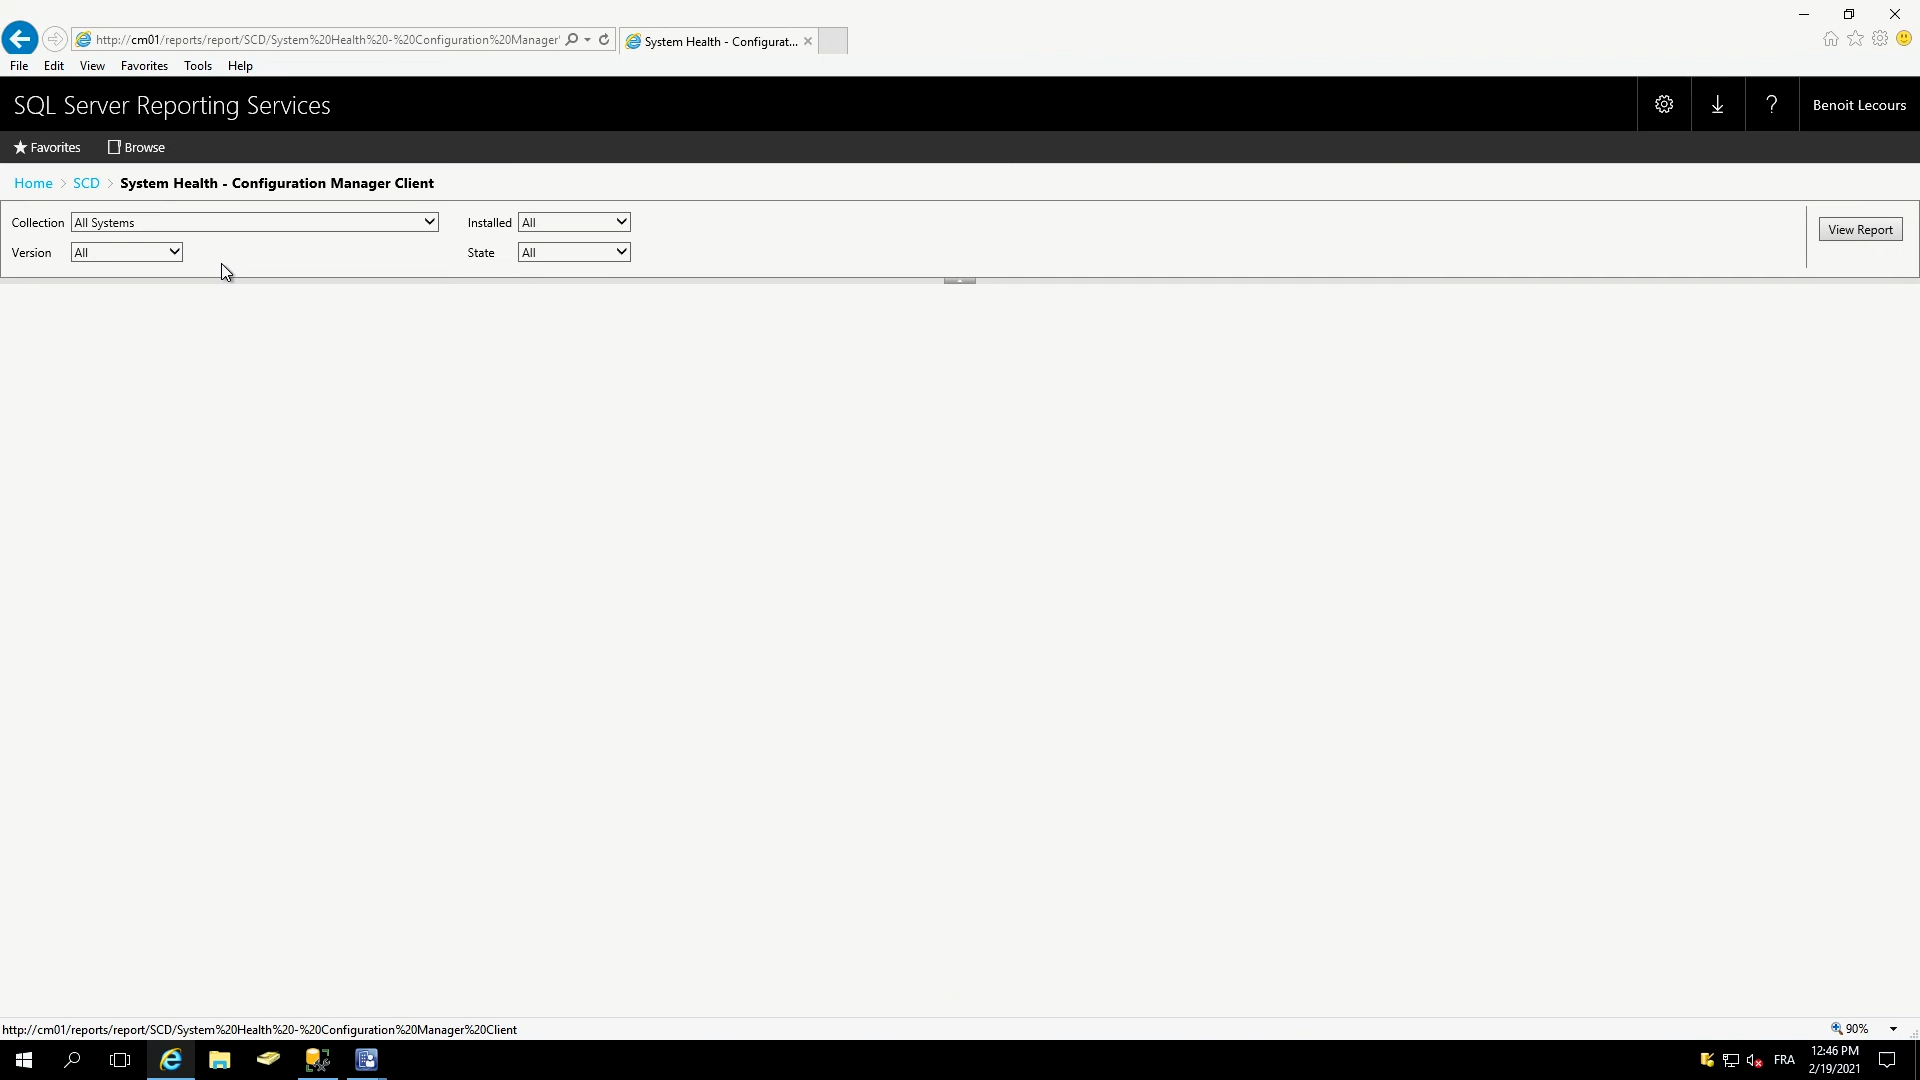 http://cm01/reports/report/SCD/System%20Health%20-%20Configuration%20Manager
System Health - Configurat...
File Edit View Favorites Tools Help
SQL Server Reporting Services
Benoit Lecours
Favorites Browse
Home > SCD > System Health - Configuration Manager Client
Collection All Systems Installed All
View Report
Version All State All
http://cm01/reports/report/SCD/System%20Health%20-%20Configuration%20Manager%20Client
90%
FRA
12:46 PM
2/19/2021